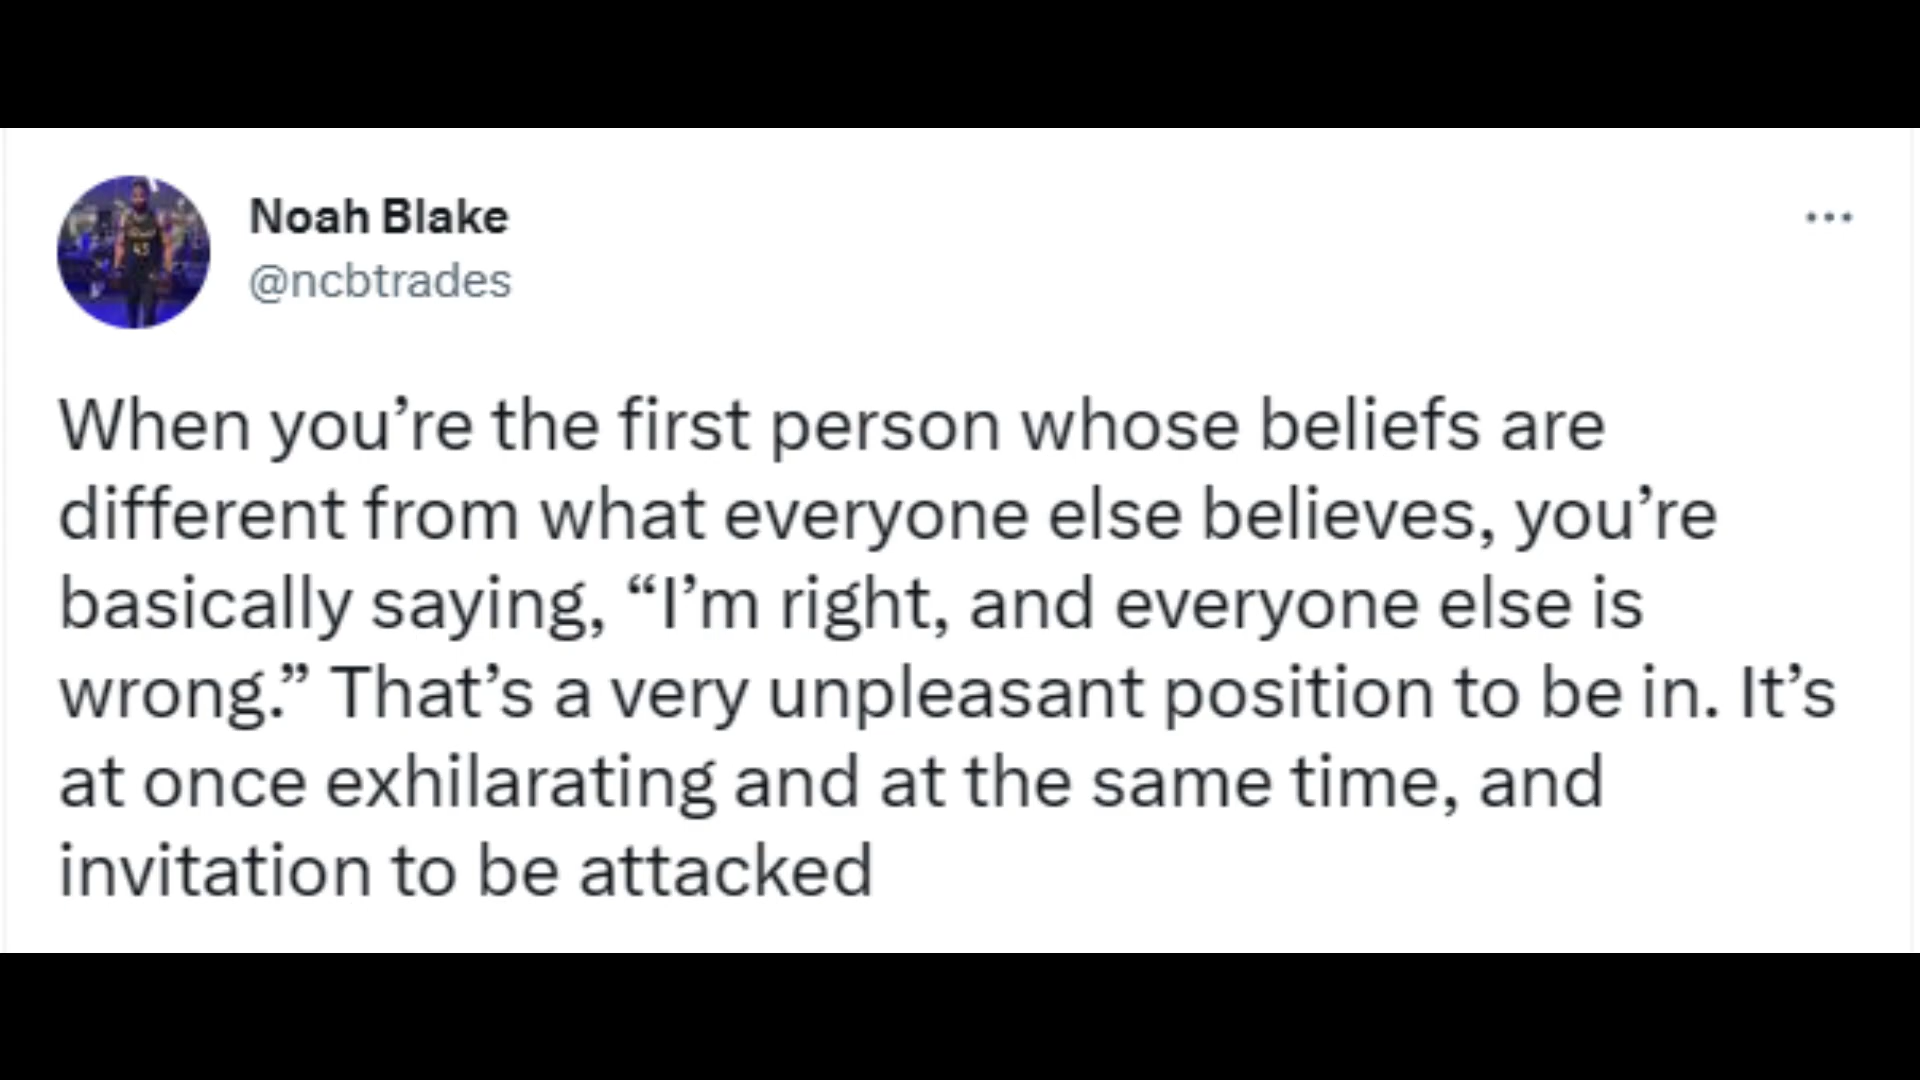 Noah Blake
@ncbtrades
When you’re the first person whose beliefs are
different from what everyone else believes, you’re
basically saying, “I’m right, and everyone else is
wrong.” That’s a very unpleasant position to be in. It’s
at once exhilarating and at the same time, and
invitation to be attacked